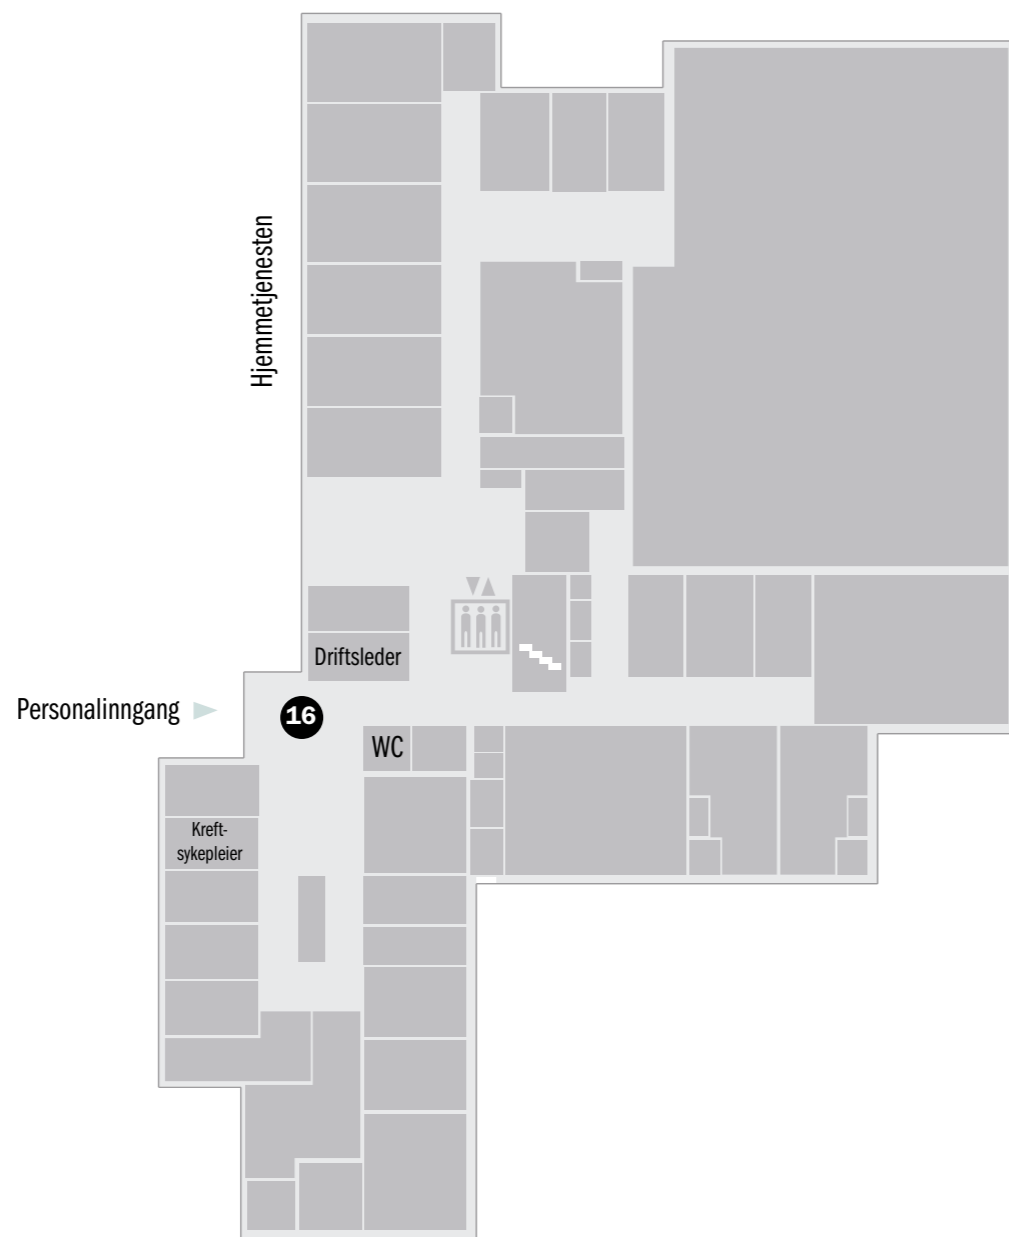 Hjemmetjenesten
Driftsleder
Personalinngang
16
WC
Kreft-
sykepleier